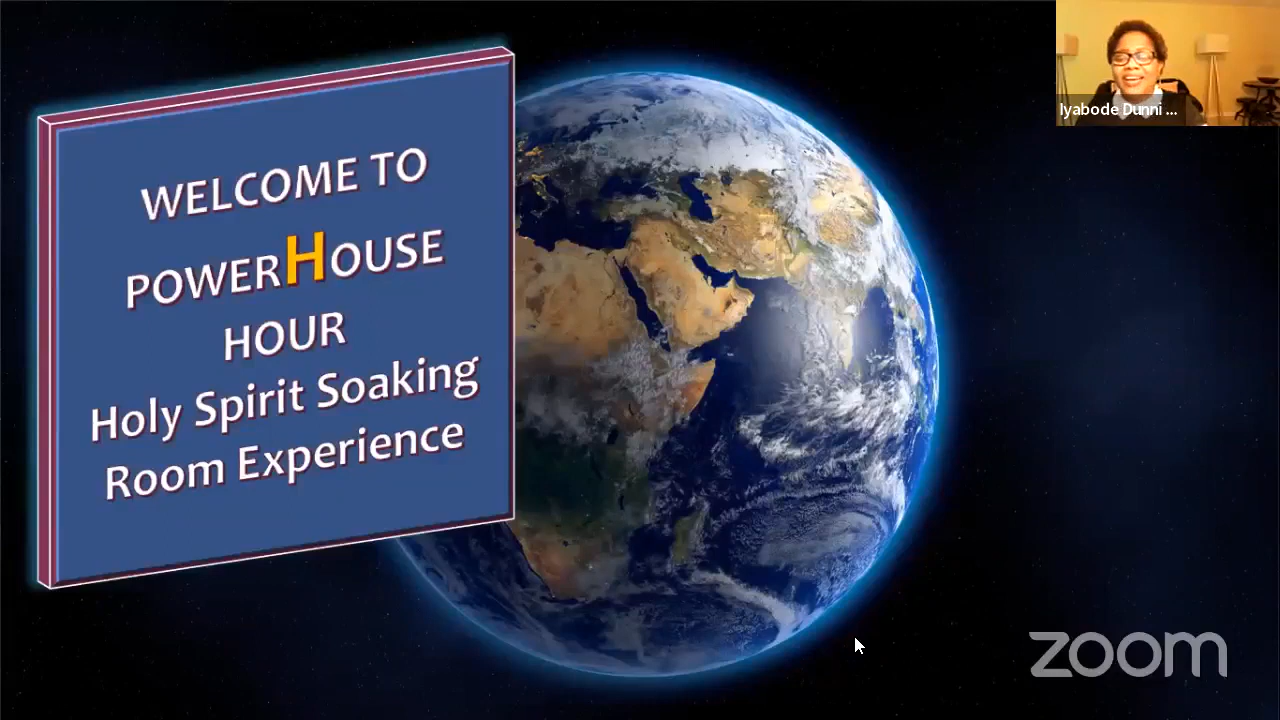 WELCOME TO
POWERHOUSE
HOUR
Holy Spirit Soaking
Room Experience
Iyabode Dunni ...
zoom